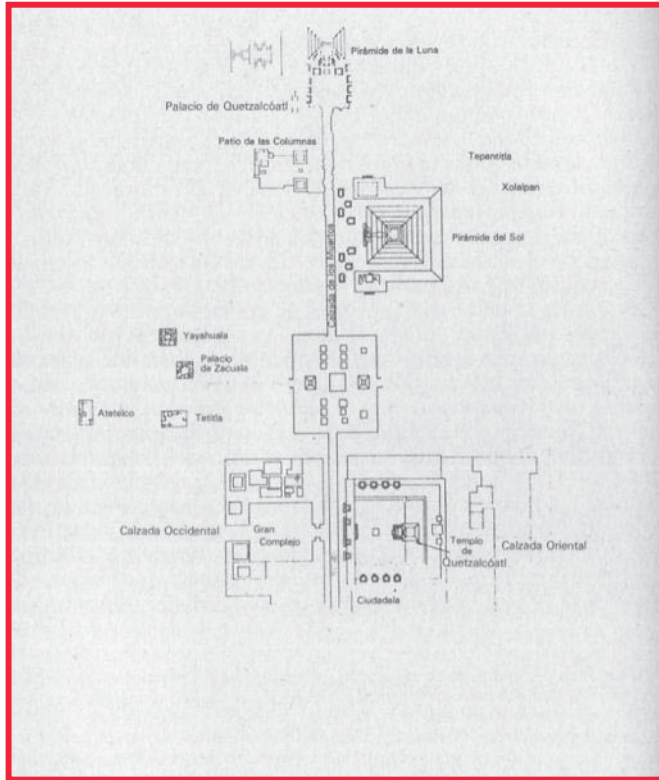 Pirámide de la Luna
Palacio de Quetzalcóatl
Patio de las Columnas
Tepantitla
Xolalpan
Pirámide del Sol
Calzada de los Muertos
Yayahuala
Palacio
de Zacuala
Atetelco
Tetitla
Calzada Occidental
Gran
Complejo
Templo
de
Quetzalcóatl
Calzada Oriental
Ciudadela